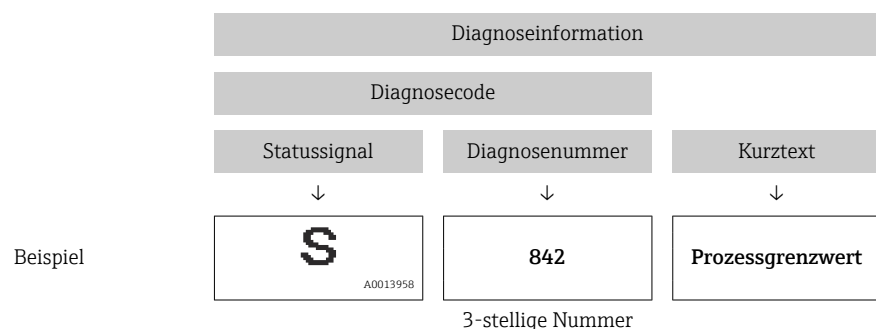 Diagnoseinformation
Diagnosecode
Statussignal Diagnosenummer Kurztext
↓ ↓ ↓
Beispiel S 842 Prozessgrenzwert
A0013958
3-stellige Nummer